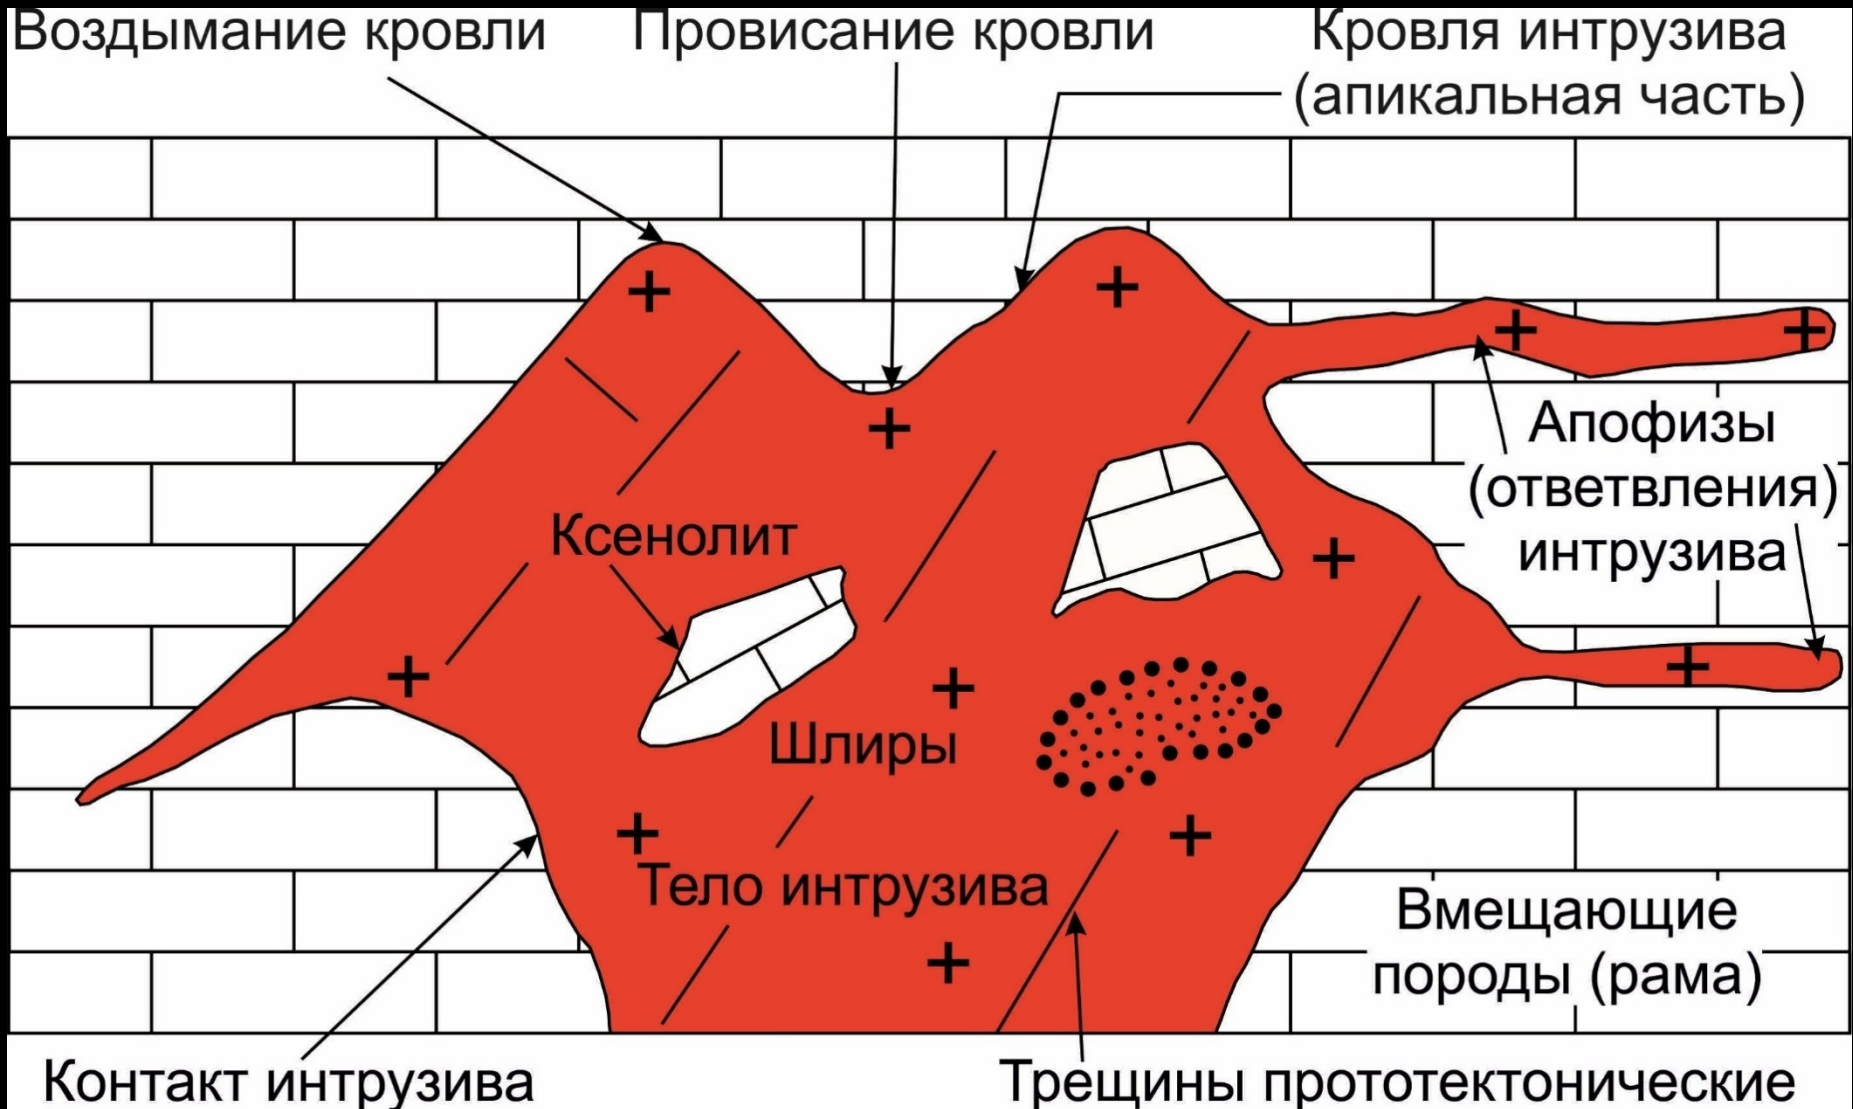 Воздымание кровли
Провисание кровли
Кровля интрузива
(апикальная часть)
Апофизы
(ответвления)
интрузива
Ксенолит
Шлиры
Тело интрузива
Вмещающие
породы (рама)
Контакт интрузива
Трещины прототектонические